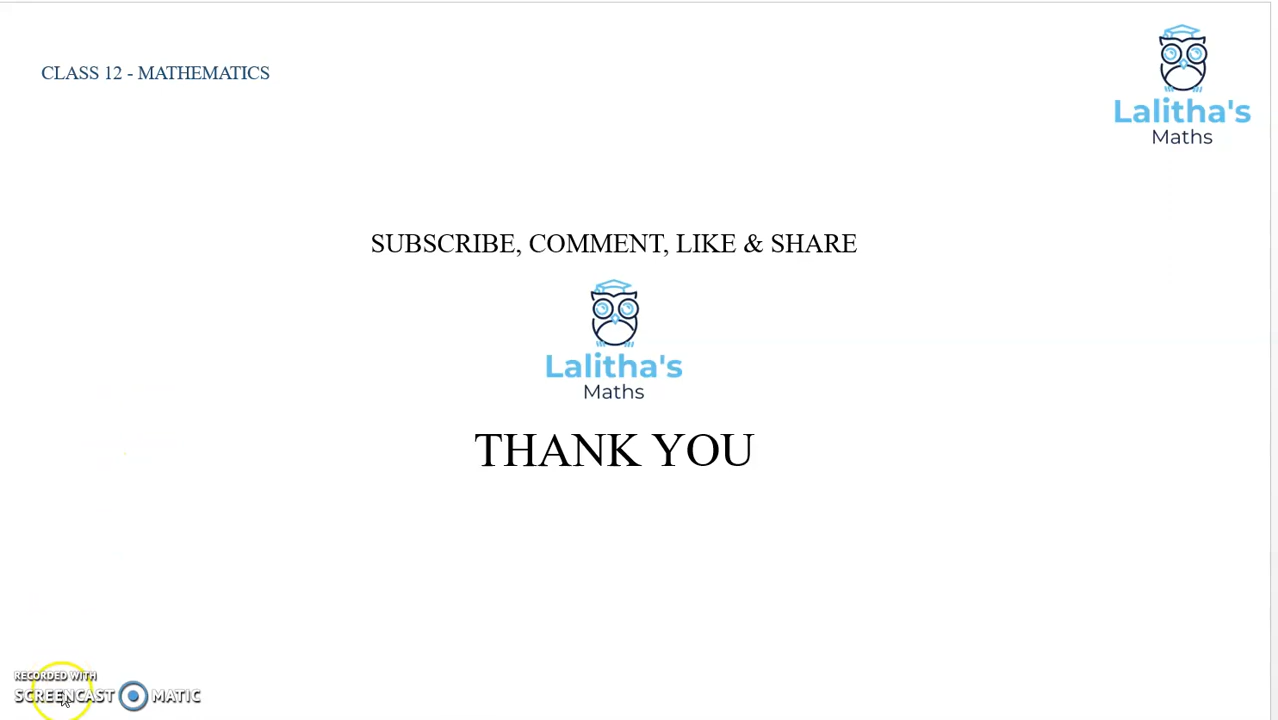 CLASS 12 - MATHEMATICS
Lalitha's
Maths
SUBSCRIBE, COMMENT, LIKE & SHARE
Lalitha's
Maths
THANK YOU
RECORDED WITH
SCREENCAST MATIC